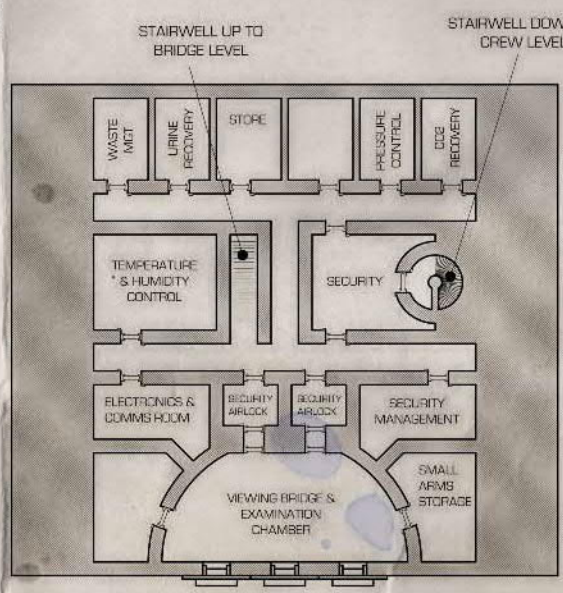 STAIRWELL UP TO
BRIDGE LEVEL
STAIRWELL DOW
CREW LEVEL
WASTE
MGT
URINE
RECOVERY
STORE
PRESSURE
CONTROL
CO2
RECOVERY
TEMPERATURE
& HUMIDITY
CONTROL
SECURITY
ELECTRONICS &
COMMS ROOM
SECURITY
AIRLOCK
SECURITY
AIRLOCK
SECURITY
MANAGEMENT
VIEWING BRIDGE &
EXAMINATION
CHAMBER
SMALL
ARMS
STORAGE